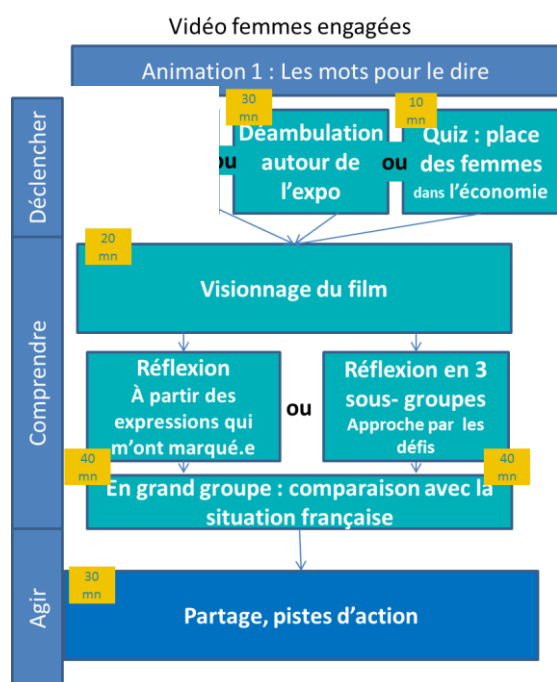 Vidéo femmes engagées
Animation 1 : Les mots pour le dire
Déclencher
30
mn
Déambulation
autour de
l'expo
ou
ou
10
mn
Quiz : place
des femmes
dans l'économie
Comprendre
20
mn
Visionnage du film
Réflexion
À partir des
expressions qui
m'ont marqué.e
ou
Réflexion en 3
sous- groupes
Approche par les
défis
40
mn
40
mn
En grand groupe : comparaison avec la
situation française
Agir
30
mn
Partage, pistes d'action